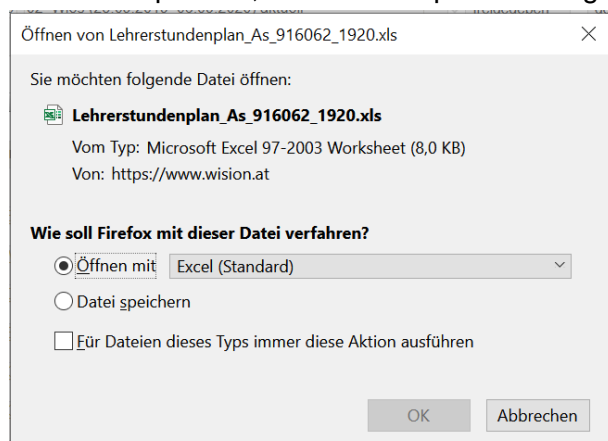 Öffnen von Lehrerstundenplan_As_916062_1920.xls
Sie möchten folgende Datei öffnen:
Lehrerstundenplan_As_916062_1920.xls
Vom Typ: Microsoft Excel 97-2003 Worksheet (8,0 KB)
Von: https://www.wision.at
Wie soll Firefox mit dieser Datei verfahren?
Öffnen mit Excel (Standard)
Datei speichern
Für Dateien dieses Typs immer diese Aktion ausführen
OK Abbrechen